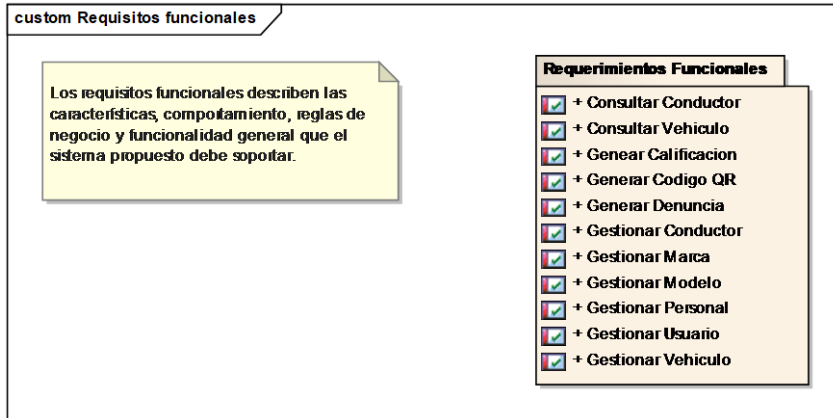 custom Requisitos funcionales
Los requisitos funcionales describen las
características, comportamiento, reglas de
negocio y funcionalidad general que el
sistema propuesto debe soportar.
Requerimientos Funcionales
+ Consultar Conductor
+ Consultar Vehiculo
+ Genear Calificacion
+ Generar Codigo QR
+ Generar Denuncia
+ Gestionar Conductor
+ Gestionar Marca
+ Gestionar Modelo
+ Gestionar Personal
+ Gestionar Usuario
+ Gestionar Vehiculo